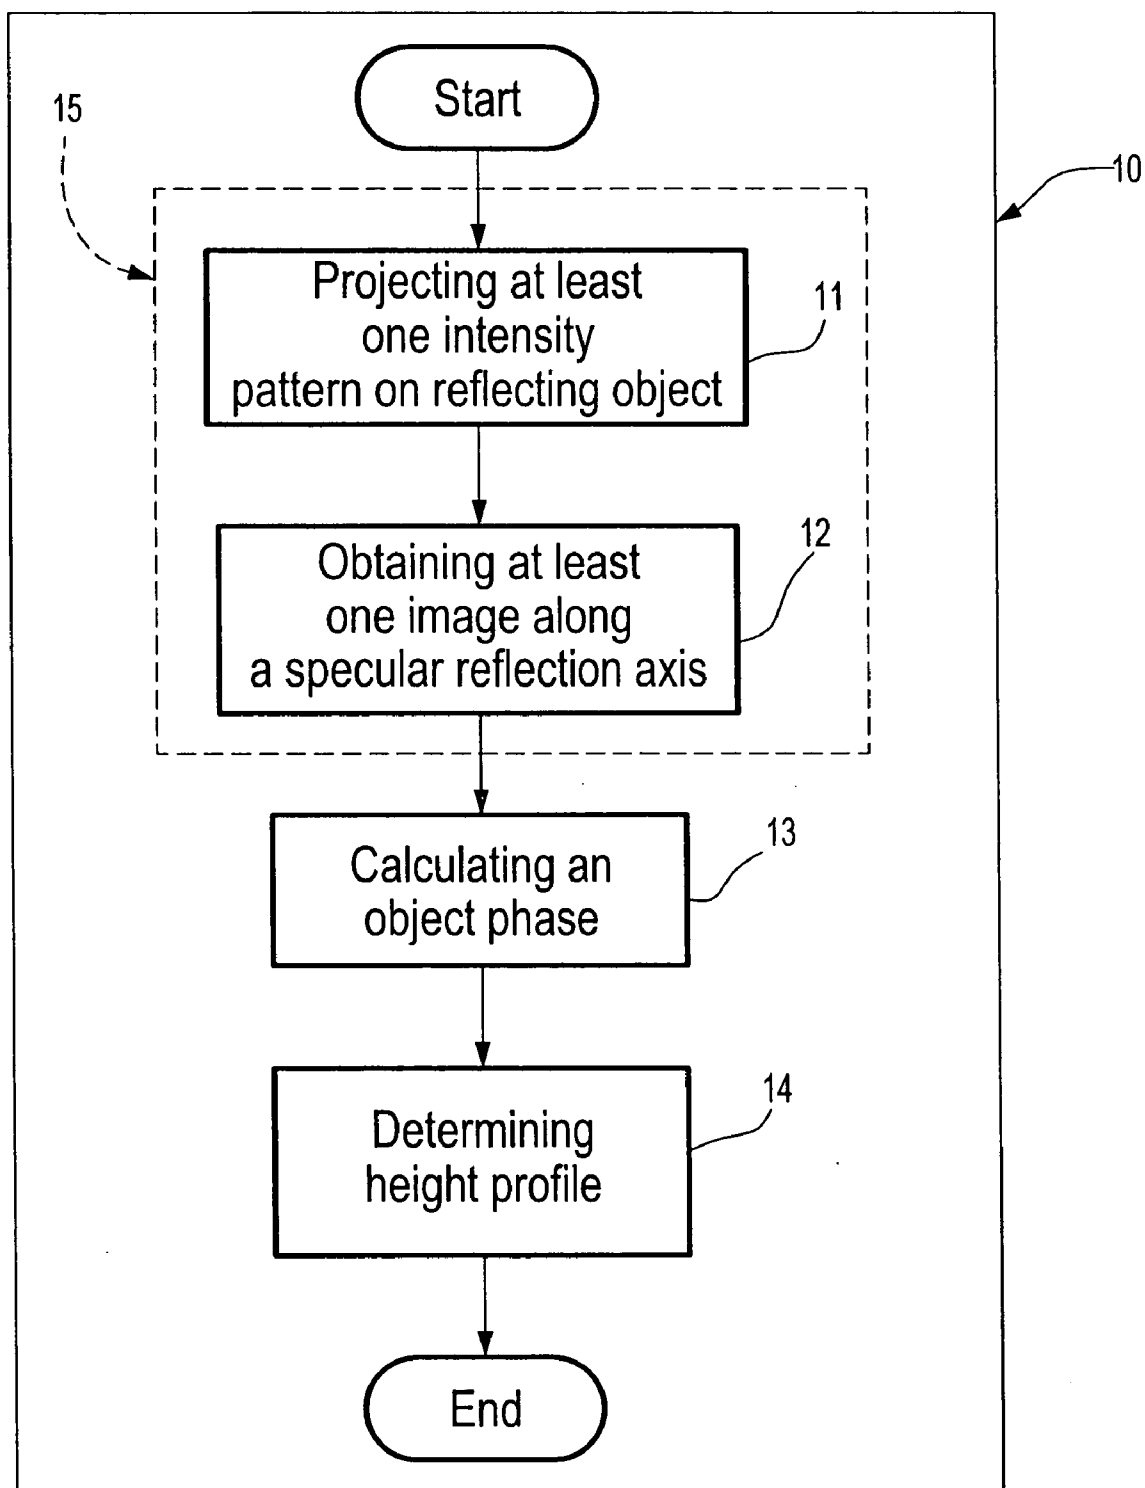 Start
15
10
Projecting at least
one intensity
pattern on reflecting object
11
Obtaining at least
one image along
a specular reflection axis
12
Calculating an
object phase
13
Determining
height profile
14
End